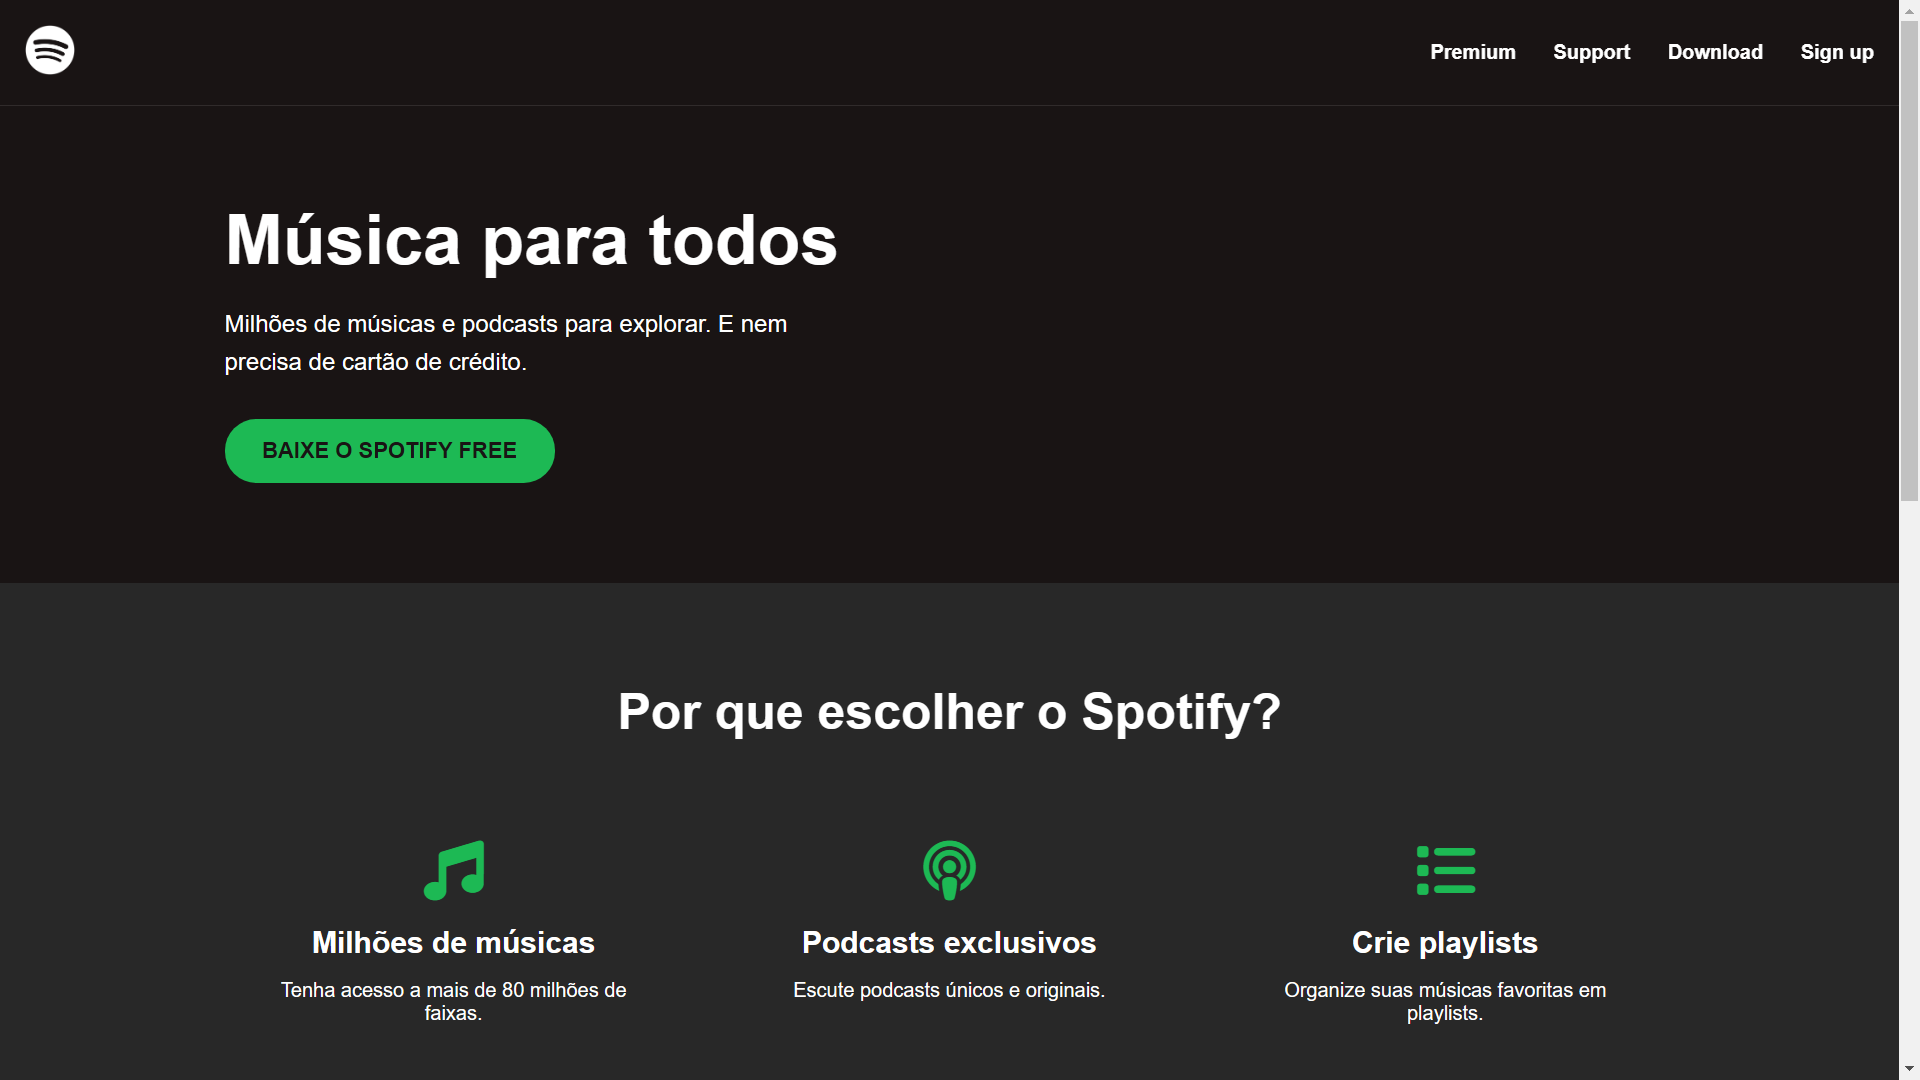 Premium Support Download Sign up
Música para todos
Milhões de músicas e podcasts para explorar. E nem
precisa de cartão de crédito.
BAIXE O SPOTIFY FREE
Por que escolher o Spotify?
Milhões de músicas
Tenha acesso a mais de 80 milhões de
faixas.
Podcasts exclusivos
Escute podcasts únicos e originais.
Crie playlists
Organize suas músicas favoritas em
playlists.